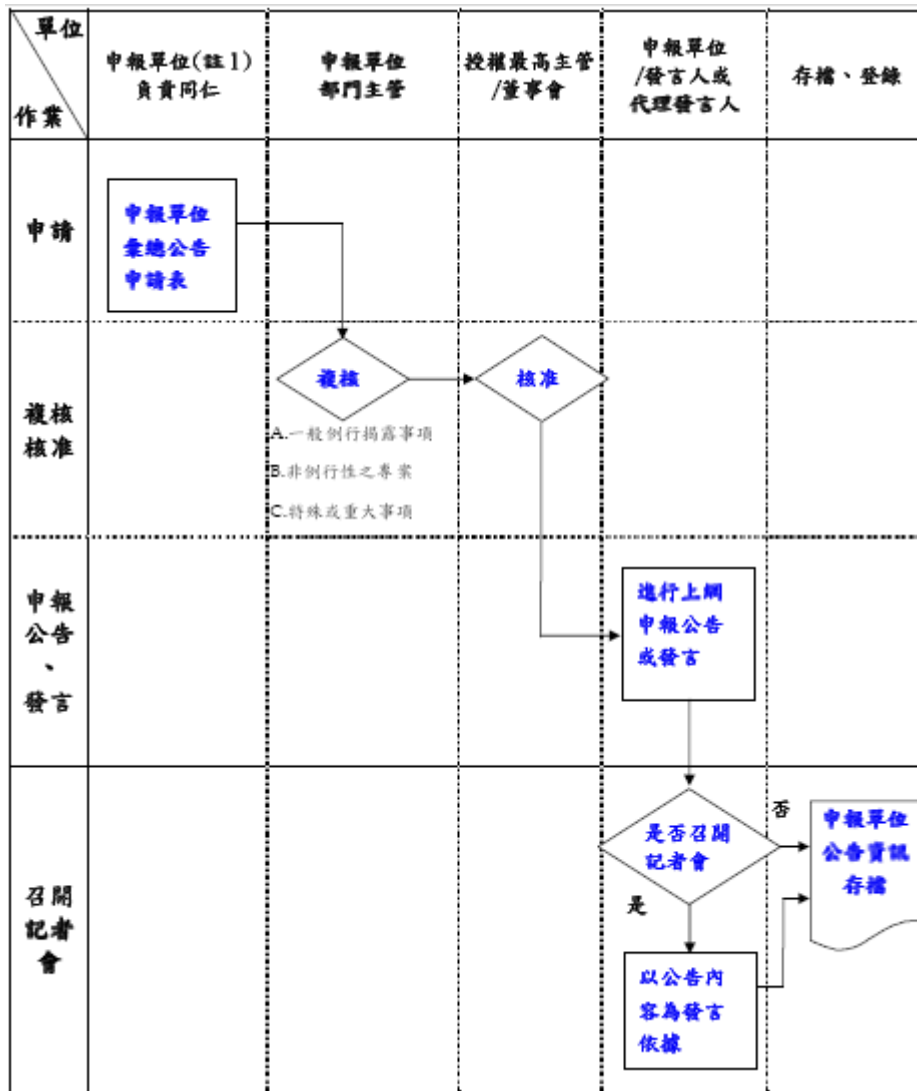 單位
作業
申報單位(註1)
負責同仁
申報單位
部門主管
授權最高主管
/董事會
申報單位
/發言人或
代理發言人
存檔、登錄
申請
申報單位
彙總公告
申請表
複核
核准
複核
核准
A.一般例行揭露事項
B.非例行性之專案
C.特殊或重大事項
申報
公告
、
發言
進行上網
申報公告
或發言
召開
記者
會
是否召開
記者會
否
是
申報單位
公告資訊
存檔
以公告內
容為發言
依據